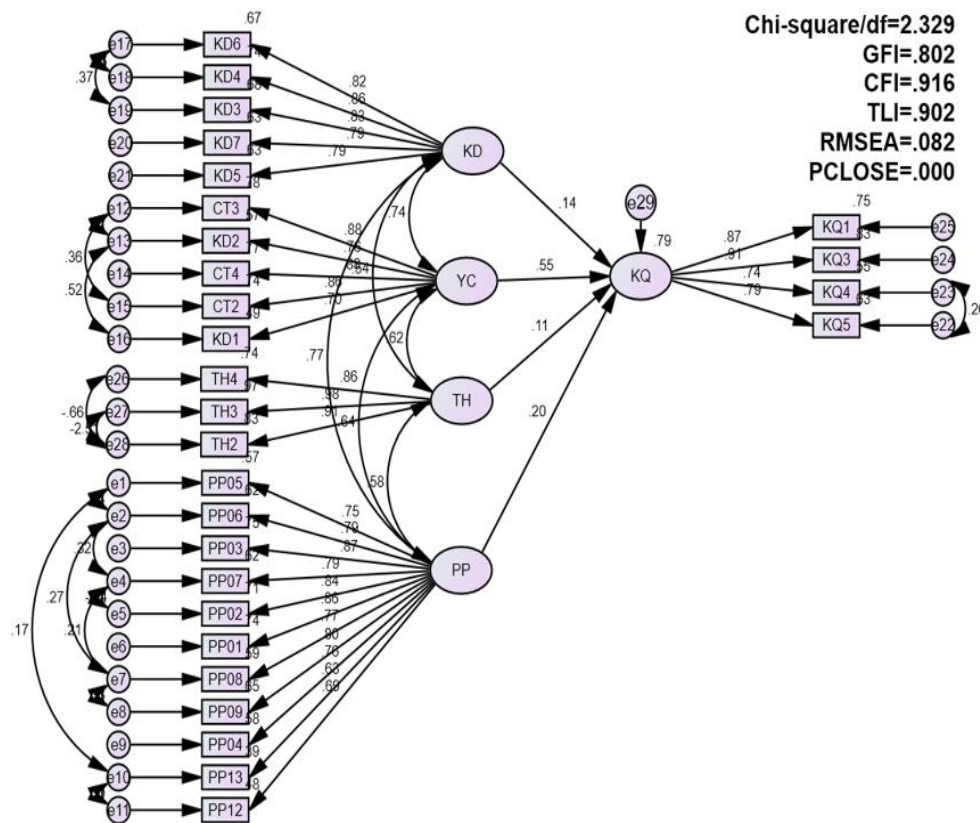 Chi-square/df=2.329
GFI=.802
CFI=.916
TLI=.902
RMSEA=.082
PCLOSE=.000
.67
e17 KD6
.37
e18 KD4
e19 KD3
e20 KD7
e21 KD5
.82
.86
.83
.79
.79
KD
.14
.74
e12 CT3
e13 KD2
e14 CT4
e15 CT2
e16 KD1
.36
.52
.88
.70
YC
.55
.62
.77
.74
e26 TH4
e27 TH3
e28 TH2
-.66
.86
.98
.91
.64
TH
.11
.58
.57
e1 PP05
e2 PP06
e3 PP03
e4 PP07
e5 PP02
e6 PP01
e7 PP08
e8 PP09
e9 PP04
e10 PP13
e11 PP12
.32
.27
.21
.17
.75
.79
.87
.79
.84
.86
.77
.80
.76
.63
.69
PP
.20
e29
.79
KQ
.87
.91
.74
.79
.75
KQ1 e25
KQ3 e24
KQ4 e23
KQ5 e22